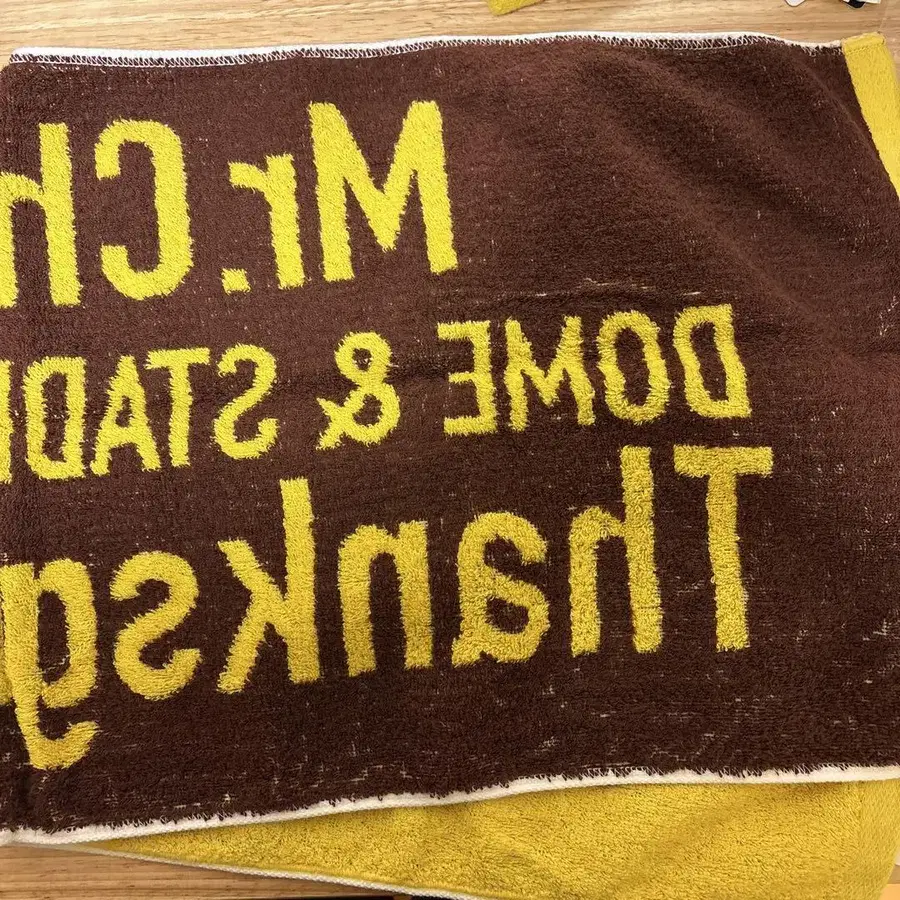 Mr.Ch
DOME & STADI
Thanksg